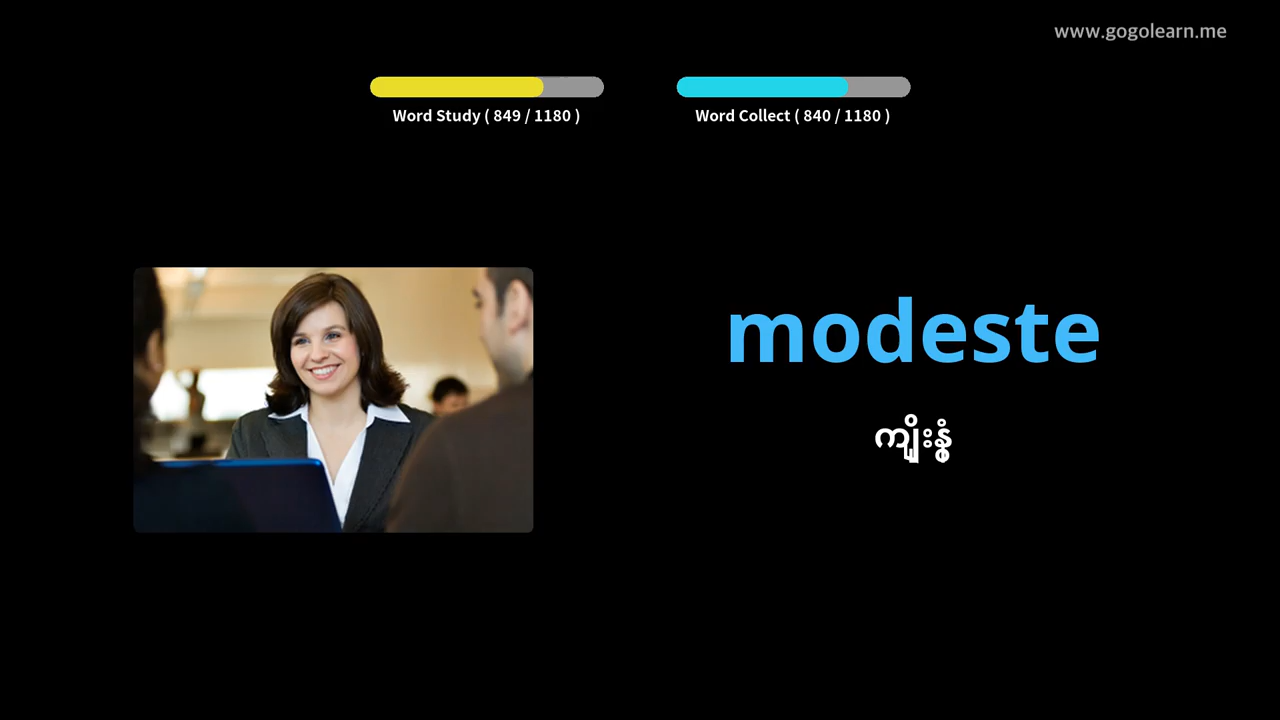 www.gogolearn.me
Word Study ( 849 / 1180 )
Word Collect ( 840 / 1180 )
modeste
ကျိုးနွံ